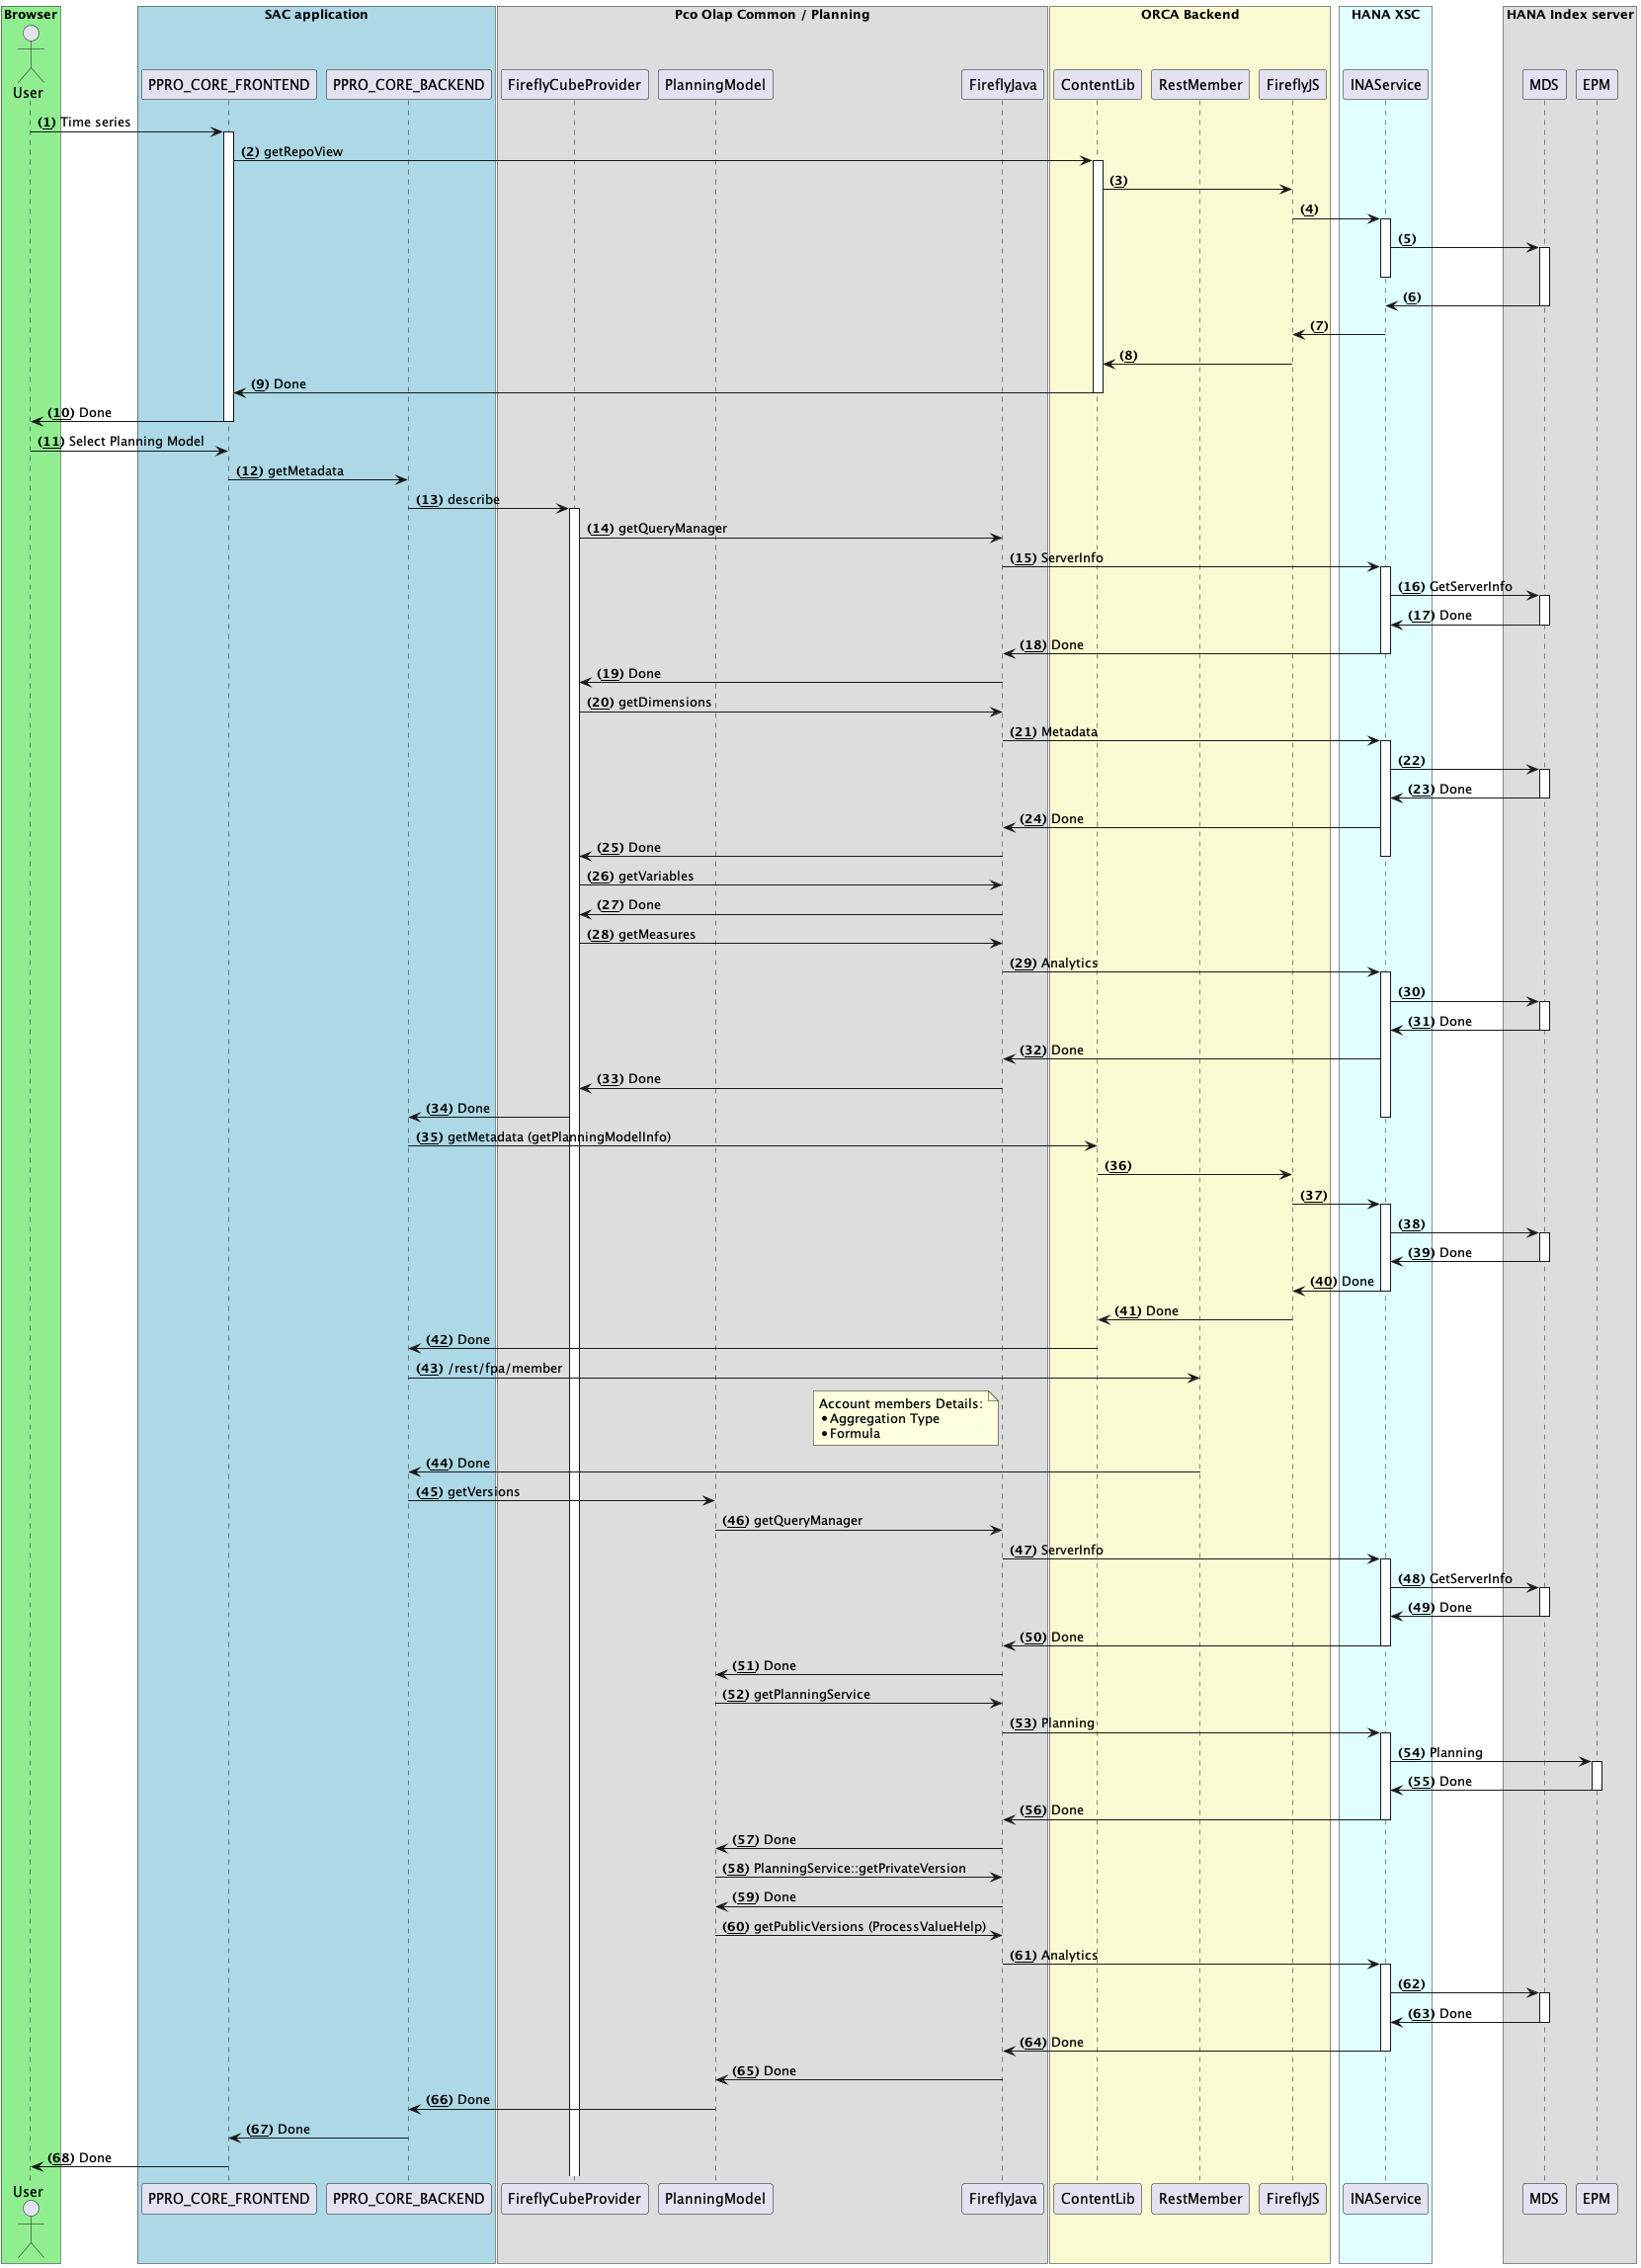 Browser
SAC application
Pco Olap Common / Planning
ORCA Backend
HANA XSC
HANA Index server
User
PPRO_CORE_FRONTEND
PPRO_CORE_BACKEND
FireflyCubeProvider
PlanningModel
FireflyJava
ContentLib
RestMember
FireflyJS
INAService
MDS
EPM
(1) Time series
(2) getRepoView
(3)
(4)
(5)
(6)
(7)
(8)
(9) Done
(10) Done
(11) Select Planning Model
(12) getMetadata
(13) describe
(14) getQueryManager
(15) ServerInfo
(16) GetServerInfo
(17) Done
(18) Done
(19) Done
(20) getDimensions
(21) Metadata
(22)
(23) Done
(24) Done
(25) Done
(26) getVariables
(27) Done
(28) getMeasures
(29) Analytics
(30)
(31) Done
(32) Done
(33) Done
(34) Done
(35) getMetadata (getPlanningModelInfo)
(36)
(37)
(38)
(39) Done
(40) Done
(41) Done
(42) Done
(43) /rest/fpa/member
Account members Details:
• Aggregation Type
• Formula
(44) Done
(45) getVersions
(46) getQueryManager
(47) ServerInfo
(48) GetServerInfo
(49) Done
(50) Done
(51) Done
(52) getPlanningService
(53) Planning
(54) Planning
(55) Done
(56) Done
(57) Done
(58) PlanningService::getPrivateVersion
(59) Done
(60) getPublicVersions (ProcessValueHelp)
(61) Analytics
(62)
(63) Done
(64) Done
(65) Done
(66) Done
(67) Done
(68) Done
User
PPRO_CORE_FRONTEND
PPRO_CORE_BACKEND
FireflyCubeProvider
PlanningModel
FireflyJava
ContentLib
RestMember
FireflyJS
INAService
MDS
EPM